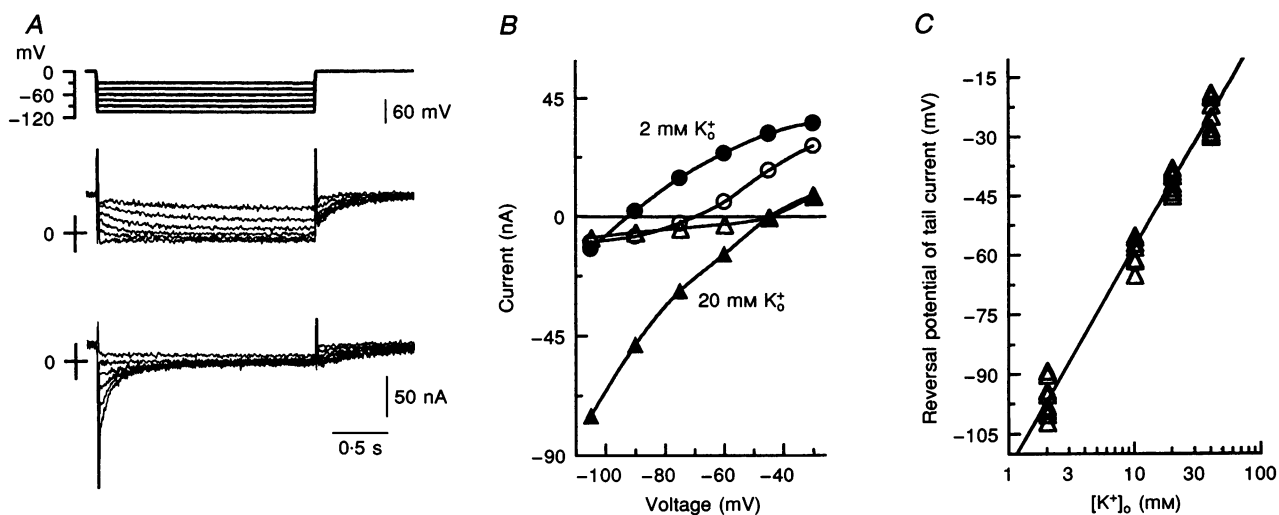 A
mV
0
−60
−120
60 mV
0
0
50 nA
0·5 s
B
45
0
−45
−90
Current (nA)
2 mM K⁺ₒ
20 mM K⁺ₒ
−100 −80 −60 −40
Voltage (mV)
C
Reversal potential of tail current (mV)
−15
−30
−45
−60
−75
−90
−105
1 3 10 30 100
[K⁺]ₒ (mM)